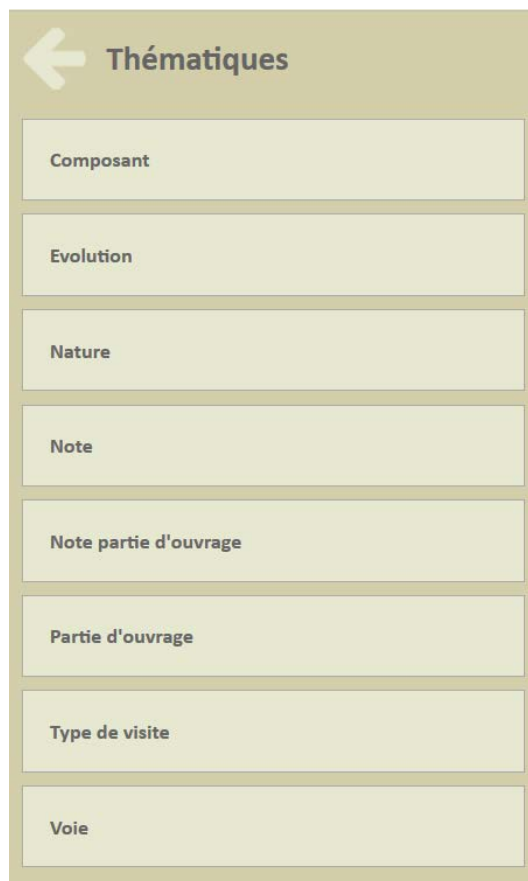 Thématiques
Composant
Evolution
Nature
Note
Note partie d'ouvrage
Partie d'ouvrage
Type de visite
Voie